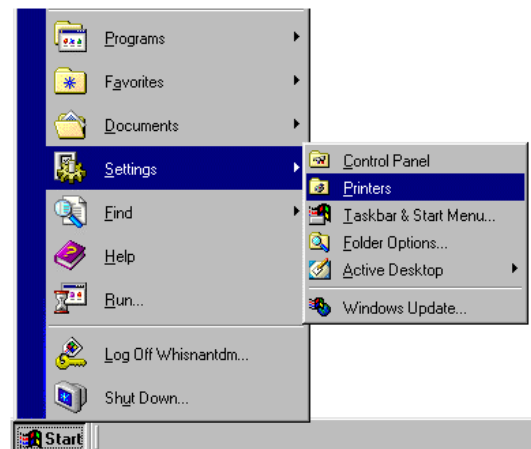 Programs
Favorites
Documents
Settings
Find
Help
Run...
Log Off Whisnantdm...
Shut Down...
Start
Control Panel
Printers
Taskbar & Start Menu...
Folder Options...
Active Desktop
Windows Update...